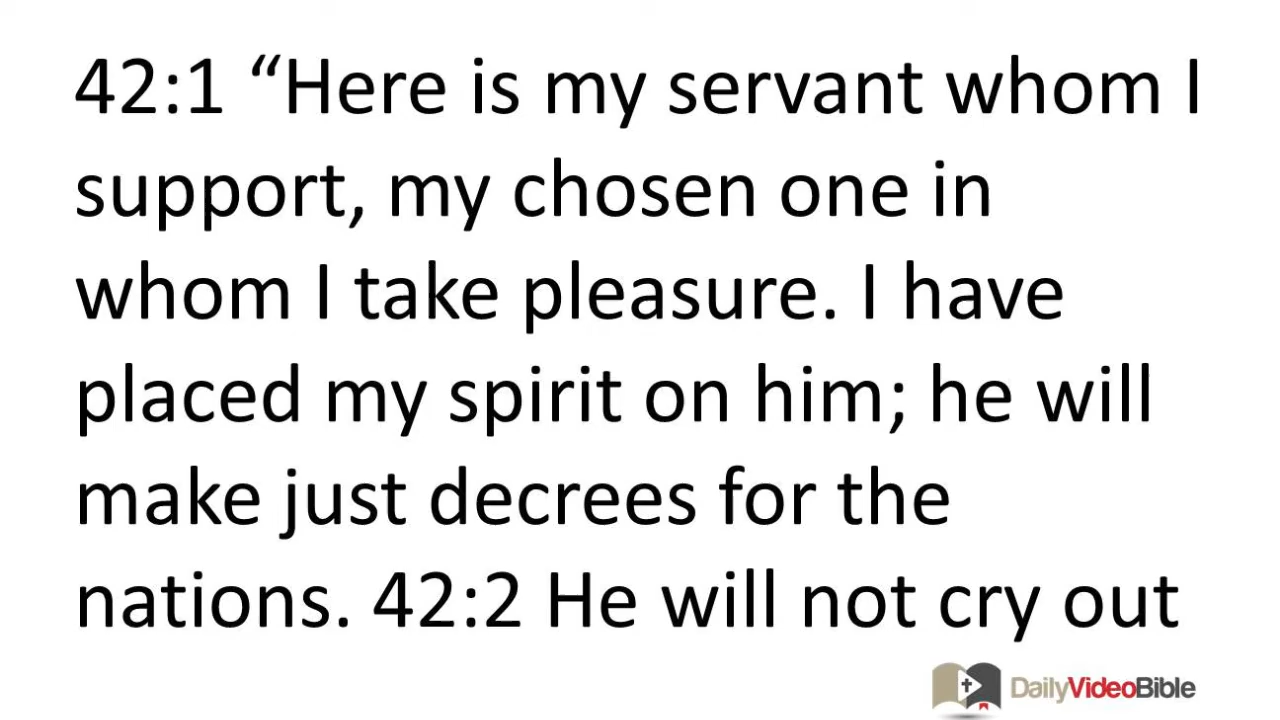 42:1 “Here is my servant whom I
support, my chosen one in
whom I take pleasure. I have
placed my spirit on him; he will
make just decrees for the
nations. 42:2 He will not cry out
DailyVideoBible